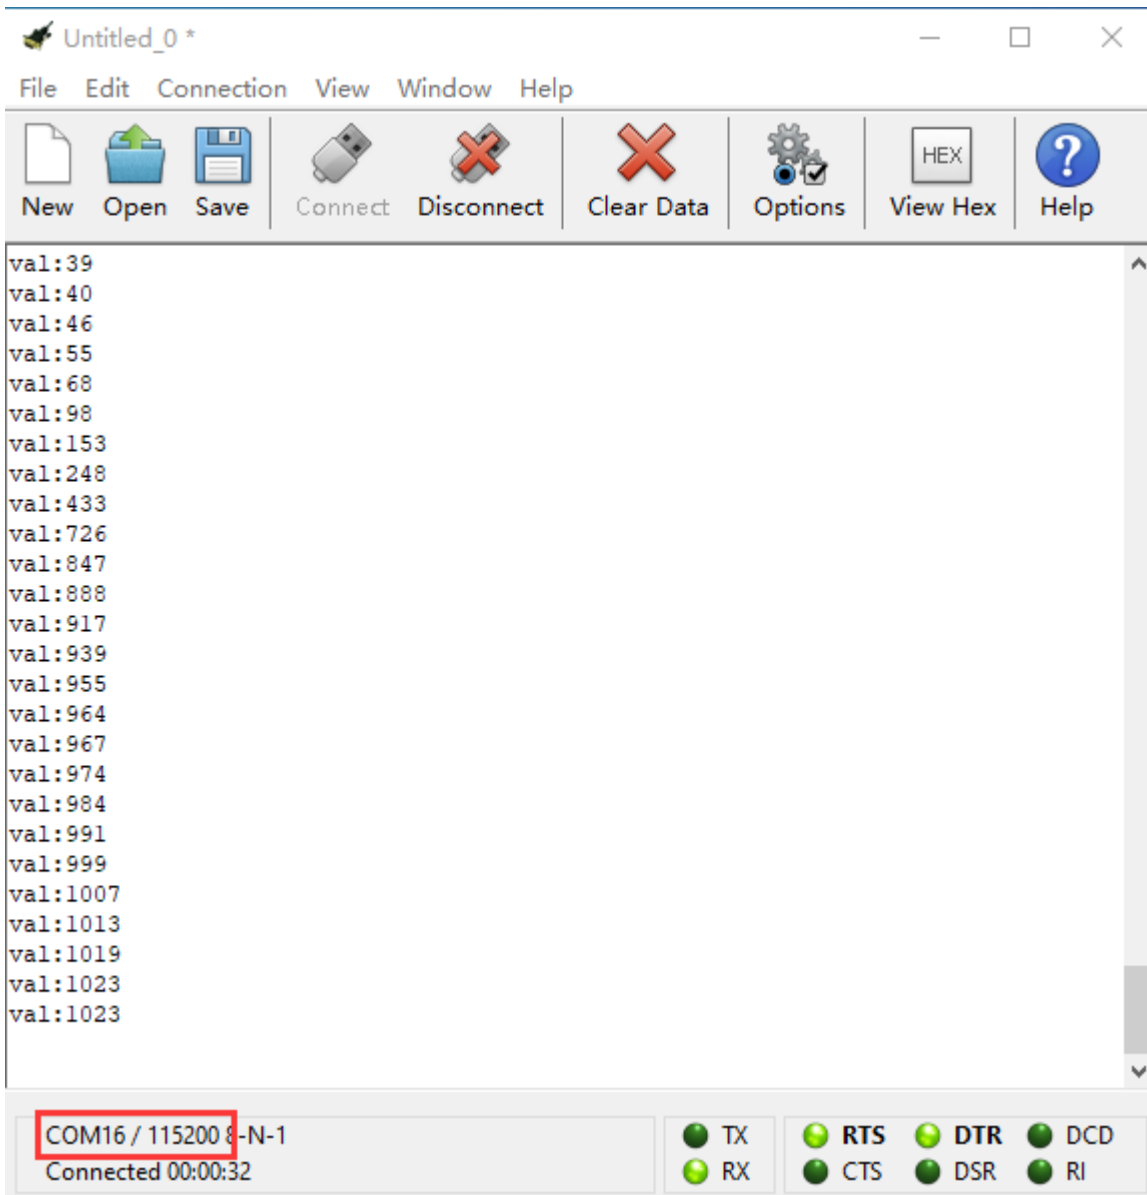 Untitled_0 *
File Edit Connection View Window Help
New Open Save Connect Disconnect Clear Data Options HEX View Hex ? Help
val:39
val:40
val:46
val:55
val:68
val:98
val:153
val:248
val:433
val:726
val:847
val:888
val:917
val:939
val:955
val:964
val:967
val:974
val:984
val:991
val:999
val:1007
val:1013
val:1019
val:1023
val:1023
COM16 / 115200 8-N-1
Connected 00:00:32
TX RTS DTR DCD
RX CTS DSR RI